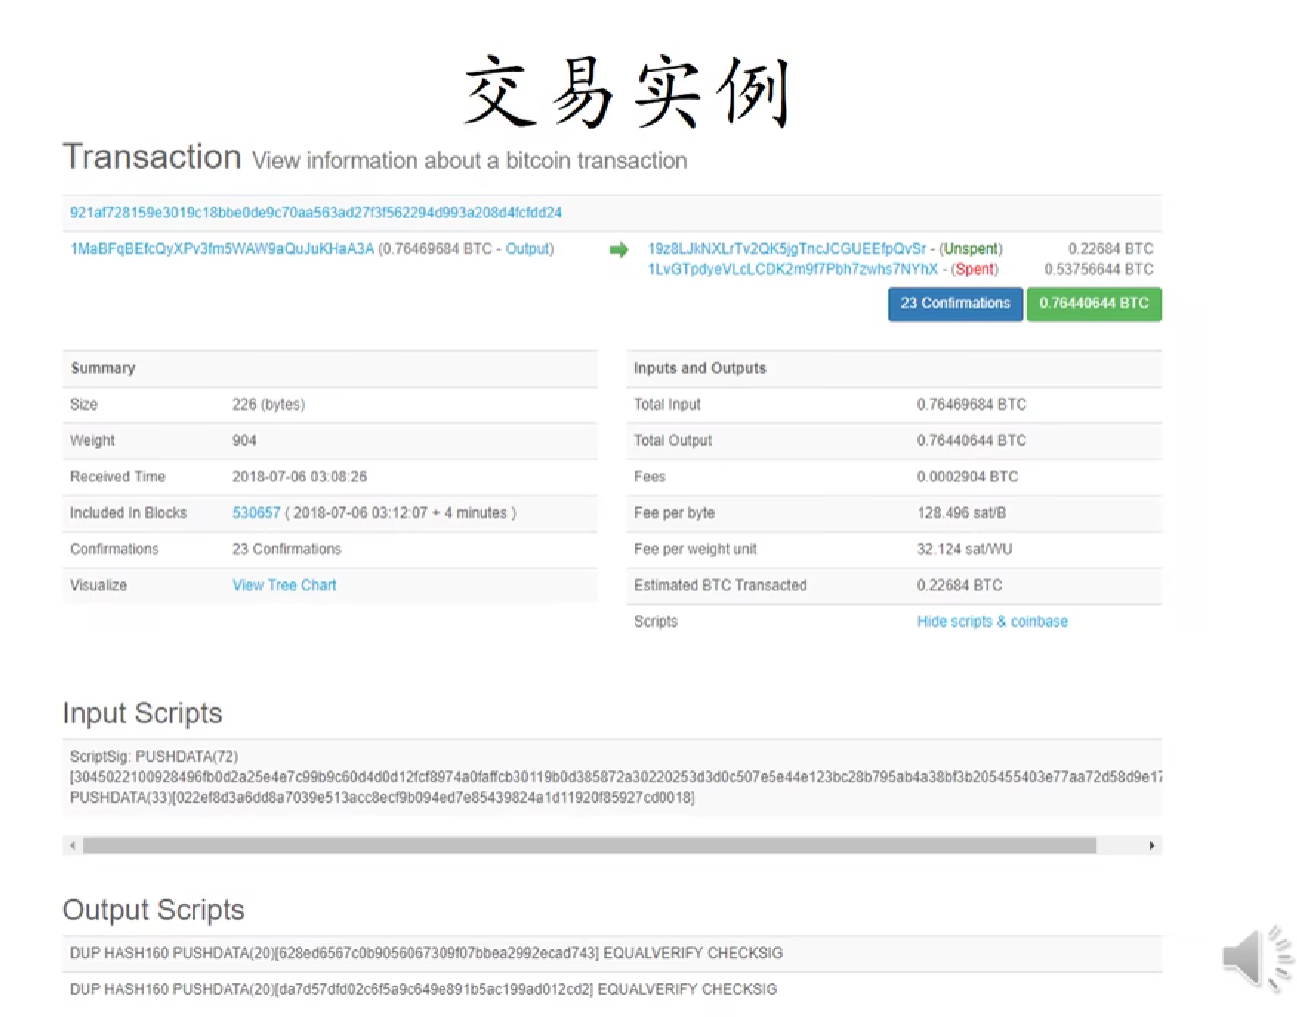 交易实例
Transaction View information about a bitcoin transaction
921af728159e3019c18bbe0de9c70aa563ad27f3f562294d993a208d4fcfdd24
1MaBFqBEfcQyXPv3fm5WAW9aQuJuKHaA3A (0.76469684 BTC - Output)
19z8LJkNXLrTv2QK5jgTncJCGUEEfpQvSr - (Unspent) 0.22684 BTC
1LvGTpdyeVLcLCDK2m9f7Pbh7zwhs7NYhX - (Spent) 0.53756644 BTC
23 Confirmations 0.76440644 BTC
Summary
Size 226 (bytes)
Weight 904
Received Time 2018-07-06 03:08:26
Included In Blocks 530657 ( 2018-07-06 03:12:07 + 4 minutes )
Confirmations 23 Confirmations
Visualize View Tree Chart
Inputs and Outputs
Total Input 0.76469684 BTC
Total Output 0.76440644 BTC
Fees 0.0002904 BTC
Fee per byte 128.496 sat/B
Fee per weight unit 32.124 sat/WU
Estimated BTC Transacted 0.22684 BTC
Scripts Hide scripts & coinbase
Input Scripts
ScriptSig: PUSHDATA(72)
[3045022100928496fb0d2a25e4e7c99b9c60d4d0d12fcf8974a0faffcb30119b0d385872a30220253d3d0c507e5e44e123bc28b795ab4a38bf3b205455403e77aa72d58d9e17
PUSHDATA(33)[022ef8d3a6dd8a7039e513acc8ecf9b094ed7e85439824a1d11920f85927cd0018]
Output Scripts
DUP HASH160 PUSHDATA(20)[628ed6567c0b9056067309f07bbea2992ecad743] EQUALVERIFY CHECKSIG
DUP HASH160 PUSHDATA(20)[da7d57dfd02c6f5a9c649e891b5ac199ad012cd2] EQUALVERIFY CHECKSIG